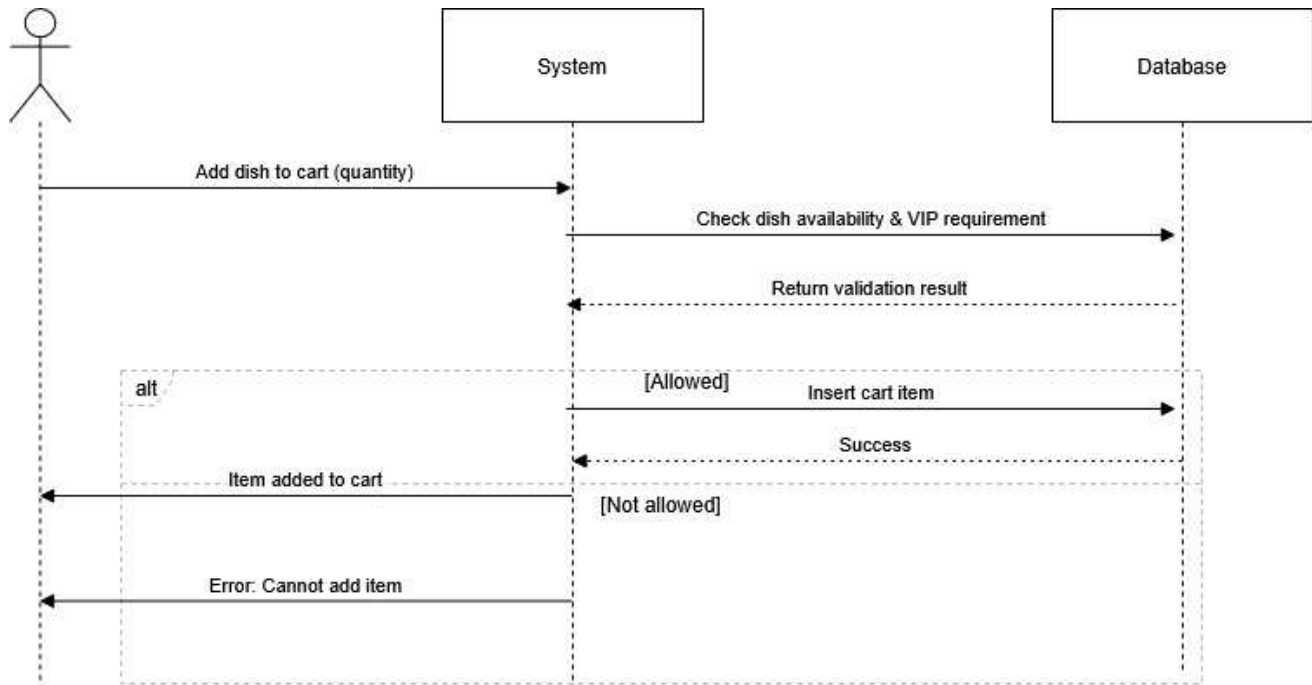 System
Database
Add dish to cart (quantity)
Check dish availability & VIP requirement
Return validation result
alt
[Allowed]
Insert cart item
Success
Item added to cart
[Not allowed]
Error: Cannot add item